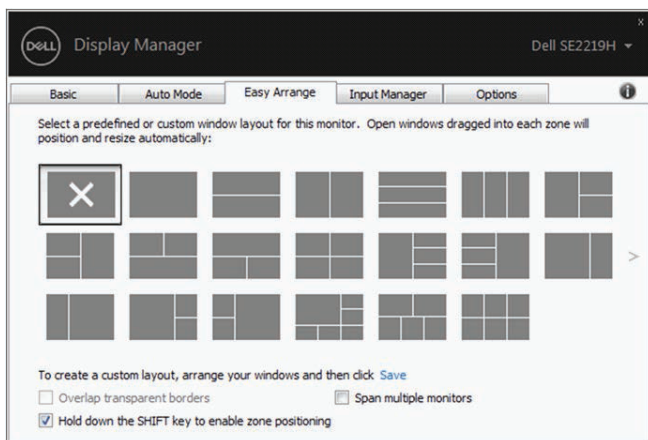 x
DELL Display Manager Dell SE2219H
Basic Auto Mode Easy Arrange Input Manager Options i
Select a predefined or custom window layout for this monitor. Open windows dragged into each zone will
position and resize automatically:
>
To create a custom layout, arrange your windows and then click Save
Overlap transparent borders Span multiple monitors
Hold down the SHIFT key to enable zone positioning